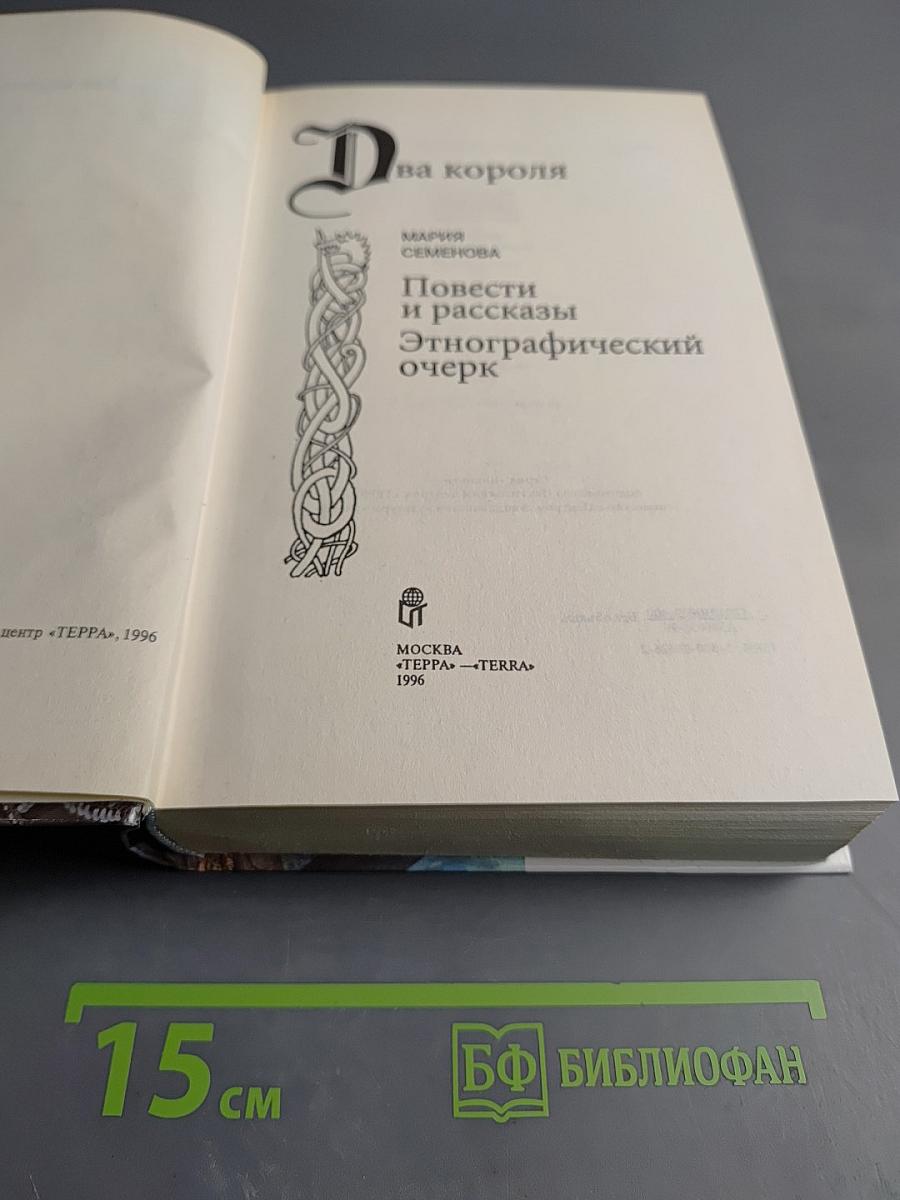 Два короля
МАРИЯ
СЕМЕНОВА
Повести
и рассказы
Этнографический
очерк
центр «ТЕРРА», 1996
МОСКВА
«ТЕРРА» —«TERRA»
1996
15 см
БФ БИБЛИОФАН